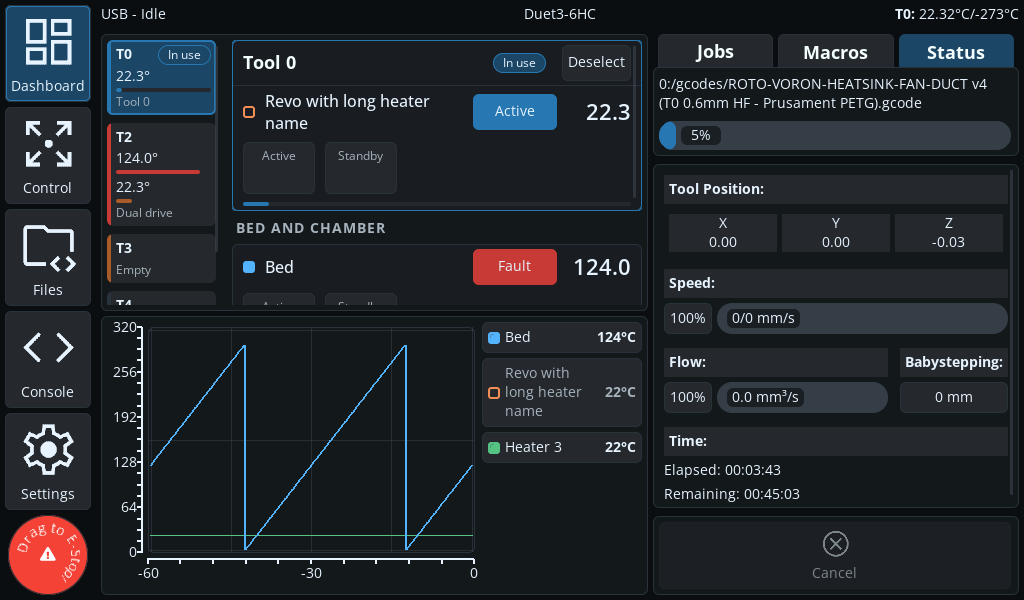 USB - Idle
Duet3-6HC
T0: 22.32°C/-273°C
Dashboard
Control
Files
Console
Settings
Drag to E-Stop!
T0
In use
22.3°
Tool 0
T2
124.0°
22.3°
Dual drive
T3
Empty
T4
Tool 0
In use
Deselect
Revo with long heater
name
Active
22.3
Active
Standby
BED AND CHAMBER
Bed
Fault
124.0
Active
Standby
320
256
192
128
64
0
-60
-30
0
Bed
124°C
Revo with
long heater
name
22°C
Heater 3
22°C
Jobs
Macros
Status
0:/gcodes/ROTO-VORON-HEATSINK-FAN-DUCT v4
(T0 0.6mm HF - Prusament PETG).gcode
5%
Tool Position:
X
0.00
Y
0.00
Z
-0.03
Speed:
100%
0/0 mm/s
Flow:
100%
0.0 mm³/s
Babystepping:
0 mm
Time:
Elapsed: 00:03:43
Remaining: 00:45:03
Cancel